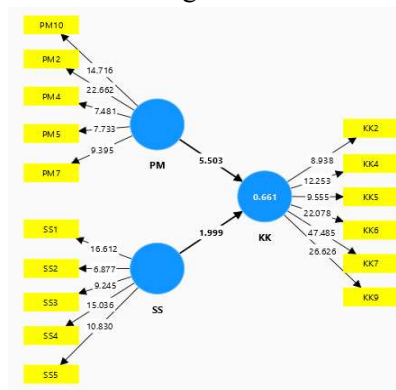 PM10
PM2
PM4
PM5
PM7
14.716
22.662
7.481
7.733
9.395
PM
5.503
SS1
SS2
SS3
SS4
SS5
16.612
6.877
9.245
15.036
10.830
SS
1.999
0.661
KK
8.938
12.253
9.555
22.078
47.485
26.626
KK2
KK4
KK5
KK6
KK7
KK9